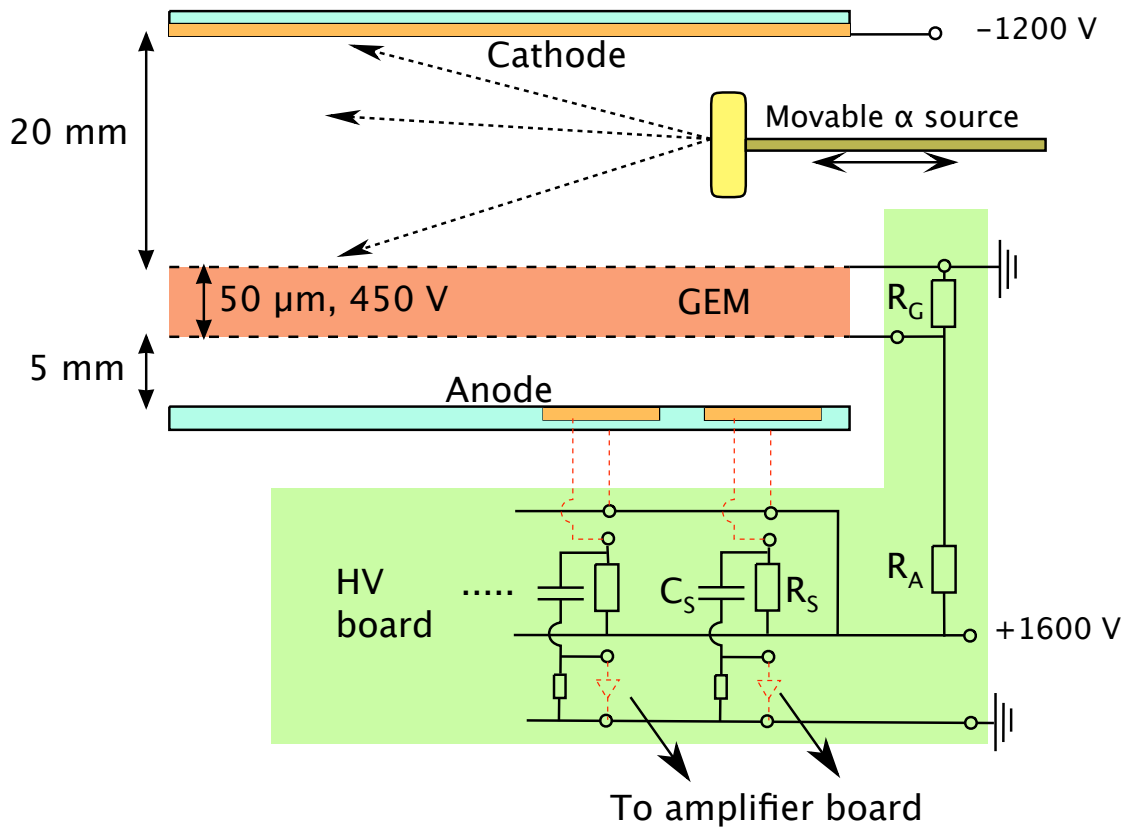 –1200 V
Cathode
Movable α source
20 mm
50 μm, 450 V
GEM
R_G
5 mm
Anode
HV
board
.....
C_S
R_S
R_A
+1600 V
To amplifier board